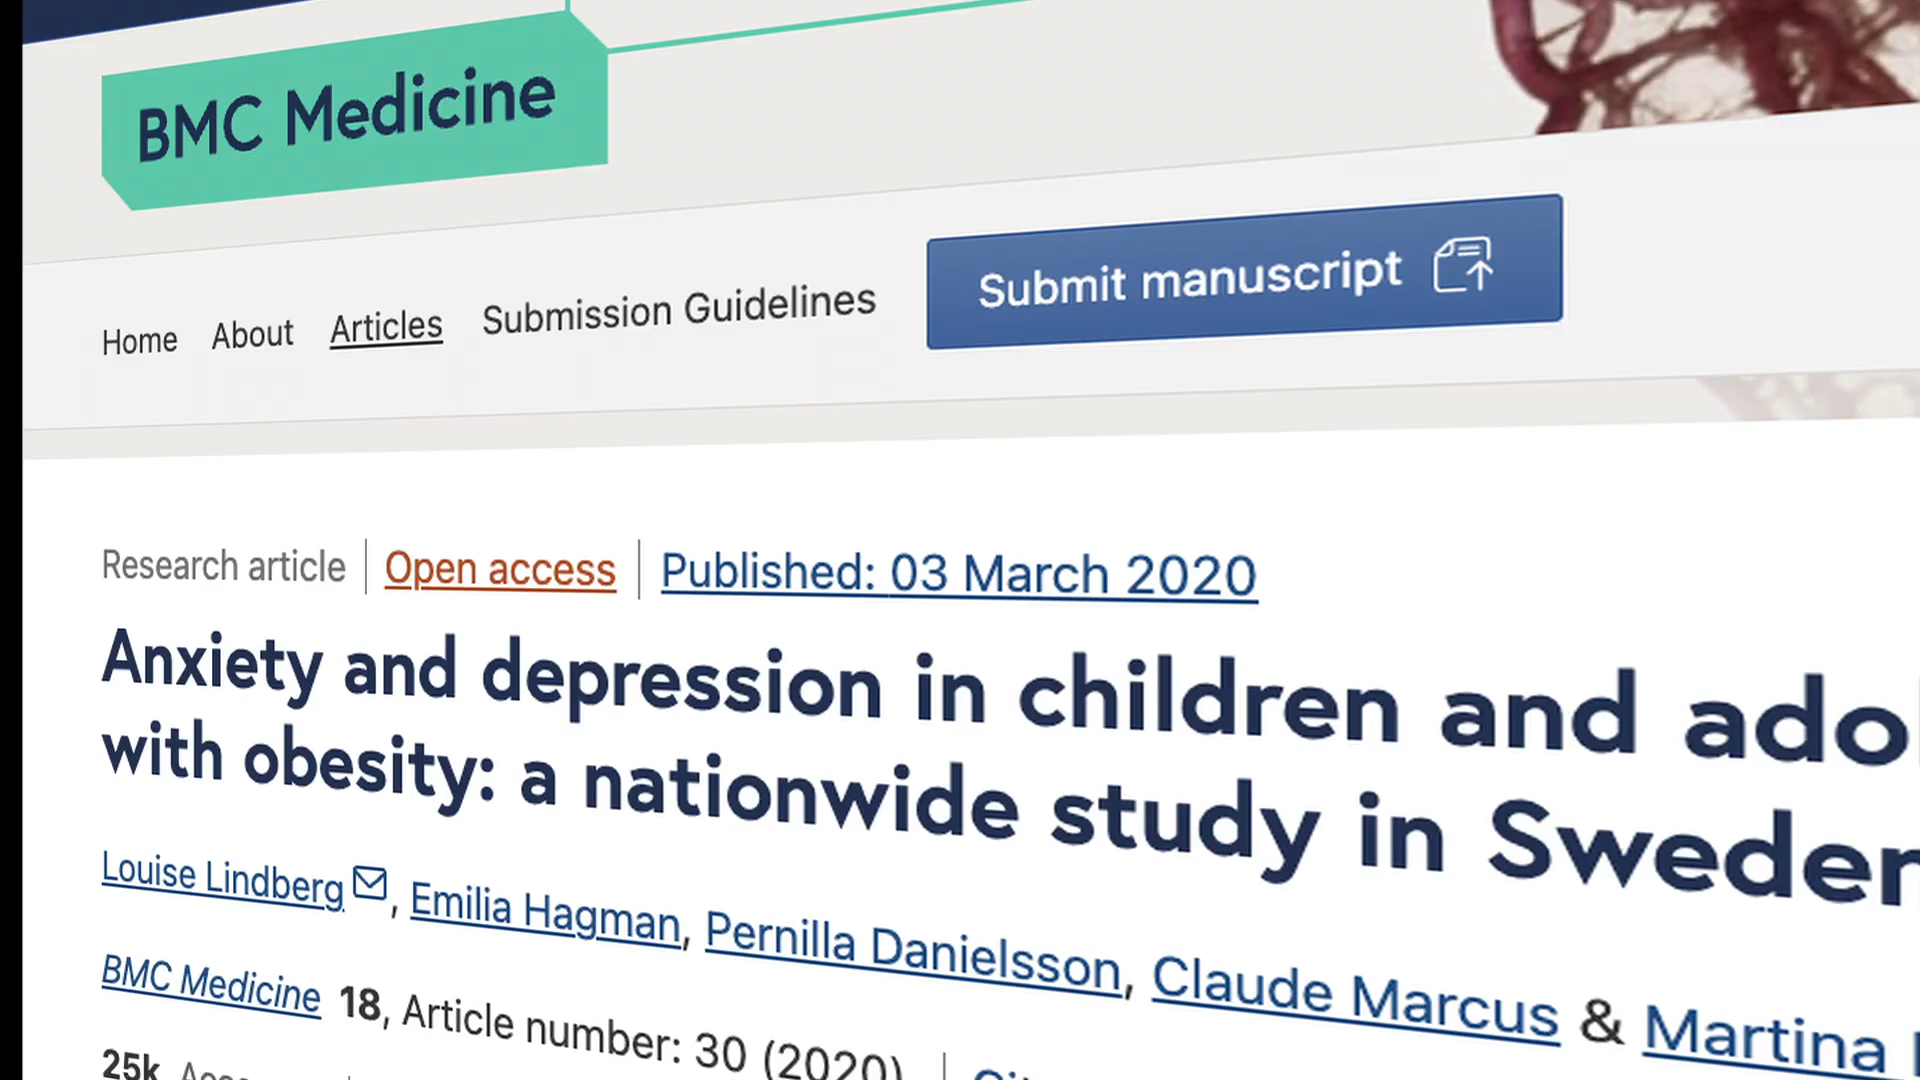 BMC Medicine
Home About Articles Submission Guidelines Submit manuscript
Research article Open access Published: 03 March 2020
Anxiety and depression in children and
with obesity: a nationwide study in
Louise Lindberg, Emilia Hagman, Pernilla Danielsson, Claude Marcus & Martina
BMC Medicine 18, Article number: 30 (2020)
25k